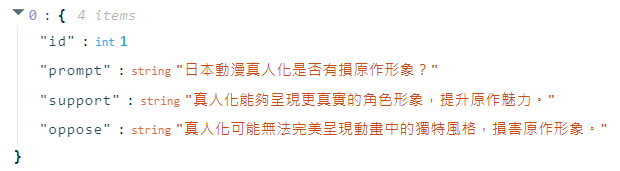 0 : { 4 items
"id" : int 1
"prompt" : string "日本動漫真人化是否有損原作形象？"
"support" : string "真人化能夠呈現更真實的角色形象，提升原作魅力。"
"oppose" : string "真人化可能無法完美呈現動畫中的獨特風格，損害原作形象。"
}